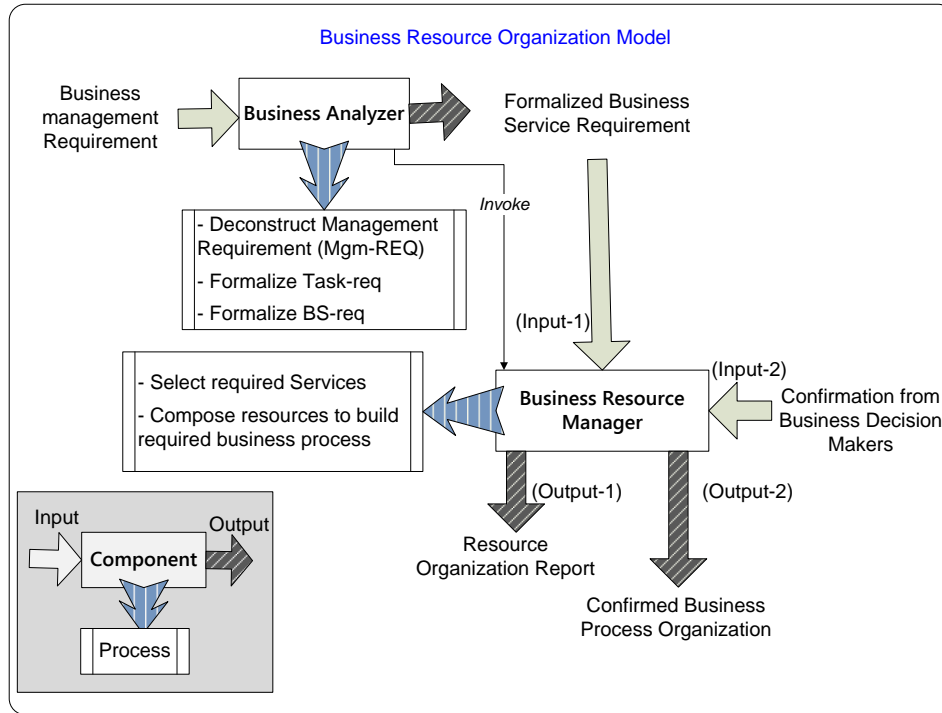 Business Resource Organization Model
Business
management
Requirement
Business Analyzer
Formalized Business
Service Requirement
Invoke
- Deconstruct Management
Requirement (Mgm-REQ)
- Formalize Task-req
- Formalize BS-req
(Input-1)
(Input-2)
- Select required Services
- Compose resources to build
required business process
Business Resource
Manager
Confirmation from
Business Decision
Makers
(Output-1)
(Output-2)
Resource
Organization Report
Confirmed Business
Process Organization
Input
Output
Component
Process